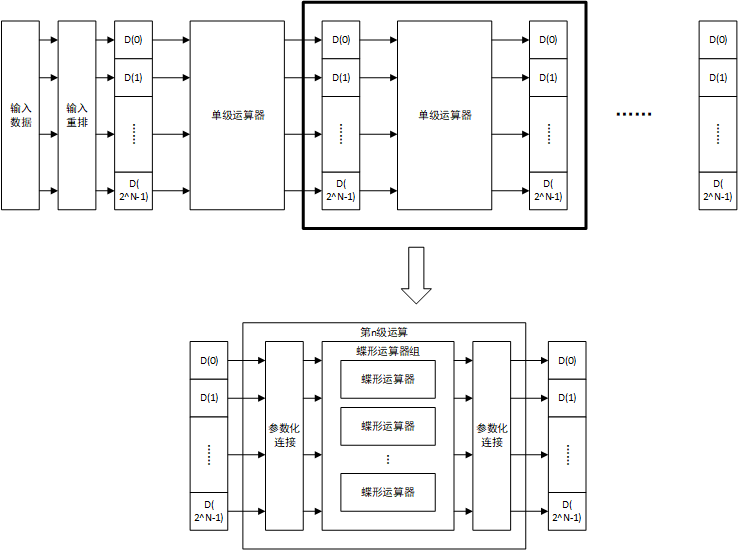 输入
数据
输入
重排
D(0)
D(1)
······
D(
2^N-1)
单级运算器
D(0)
D(1)
······
D(
2^N-1)
单级运算器
D(0)
D(1)
······
D(
2^N-1)
······
D(0)
D(1)
······
D(
2^N-1)
第n级运算
D(0)
D(1)
······
D(
2^N-1)
参数化
连接
蝶形运算器组
蝶形运算器
蝶形运算器
···
蝶形运算器
参数化
连接
D(0)
D(1)
······
D(
2^N-1)